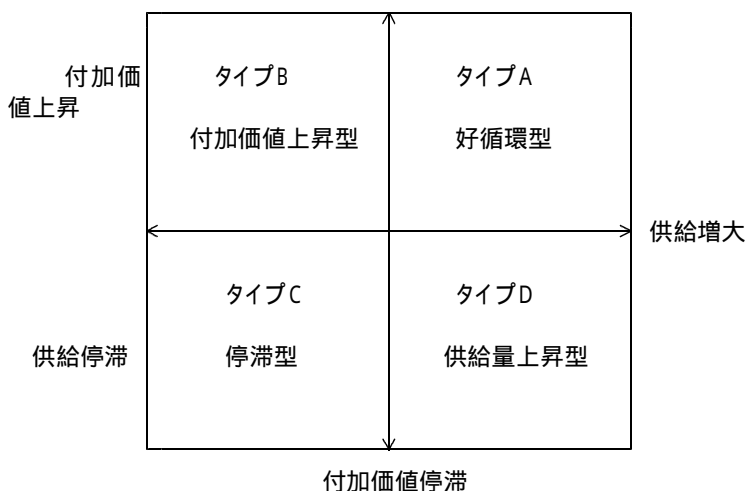 付加価
値上昇
タイプB
タイプA
付加価値上昇型
好循環型
供給増大
タイプC
タイプD
供給停滞
停滞型
供給量上昇型
付加価値停滞